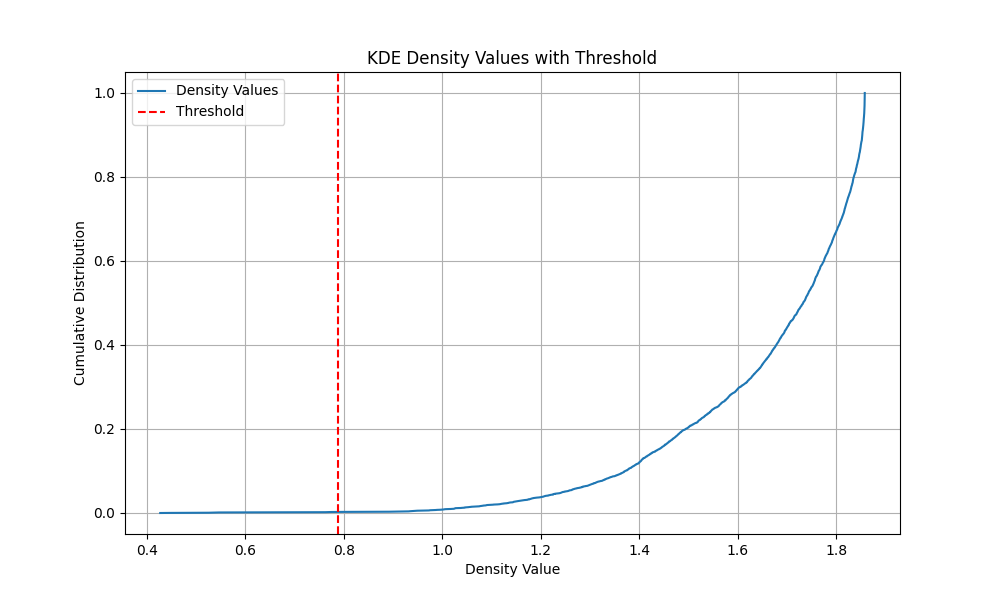 KDE Density Values with Threshold
Density Values
Threshold
Cumulative Distribution
1.0
0.8
0.6
0.4
0.2
0.0
0.4 0.6 0.8 1.0 1.2 1.4 1.6 1.8
Density Value